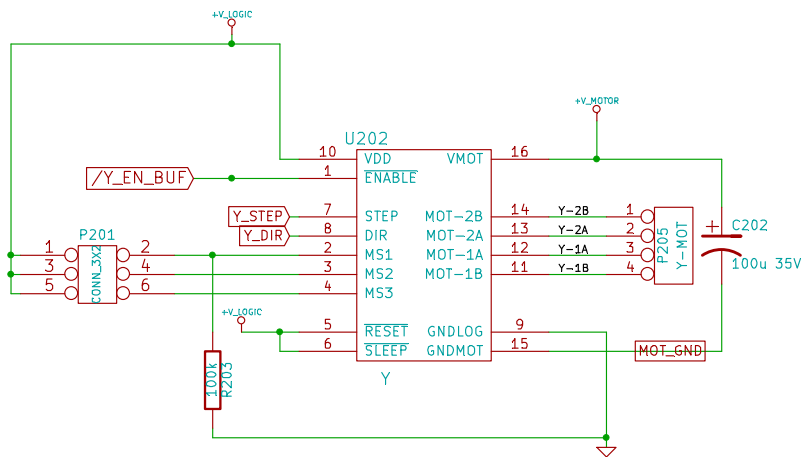 +V_LOGIC
+V_MOTOR
U202
10 VDD VMOT 16
/Y_EN_BUF 1 ENABLE
Y_STEP 7 STEP MOT-2B 14 Y-2B 1
Y_DIR 8 DIR MOT-2A 13 Y-2A 2
P201
1 2 2 MS1 MOT-1A 12 Y-1A 3
3 4 3 MS2 MOT-1B 11 Y-1B 4
5 6 4 MS3
CONN_3X2
P205
Y-MOT
C202
100u 35V
+V_LOGIC
5 RESET GNDLOG 9
6 SLEEP GNDMOT 15 MOT_GND
Y
100k
R203